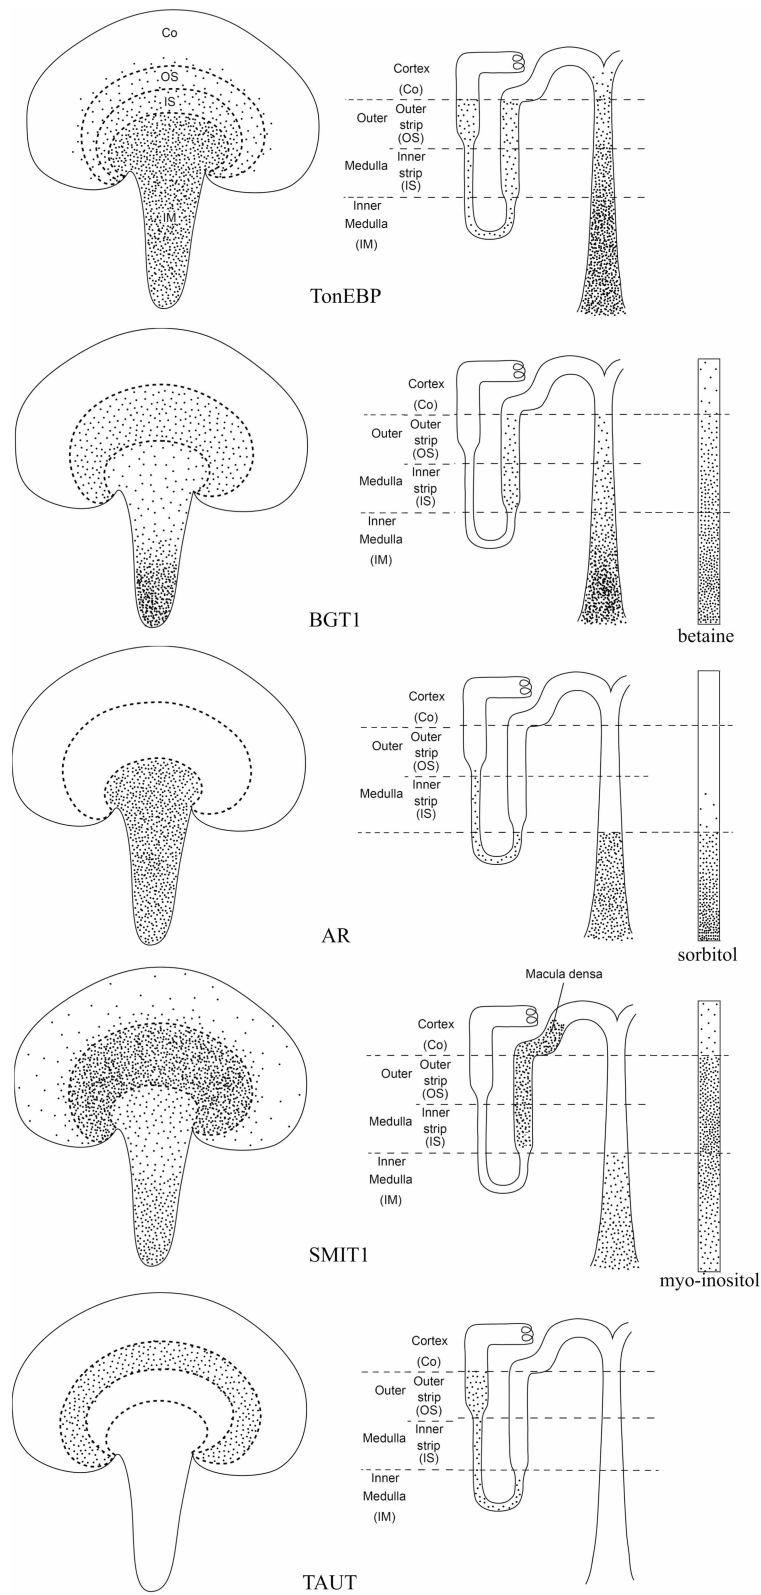 Co
OS
IS
IM
Cortex
(Co)
Outer
Outer
strip
(OS)
Medulla
Inner
strip
(IS)
Inner
Medulla
(IM)
TonEBP
Cortex
(Co)
Outer
Outer
strip
(OS)
Medulla
Inner
strip
(IS)
Inner
Medulla
(IM)
BGT1
betaine
Cortex
(Co)
Outer
Outer
strip
(OS)
Medulla
Inner
strip
(IS)
AR
sorbitol
Macula densa
Cortex
(Co)
Outer
Outer
strip
(OS)
Medulla
Inner
strip
(IS)
Inner
Medulla
(IM)
SMIT1
myo-inositol
Cortex
(Co)
Outer
Outer
strip
(OS)
Medulla
Inner
strip
(IS)
Inner
Medulla
(IM)
TAUT